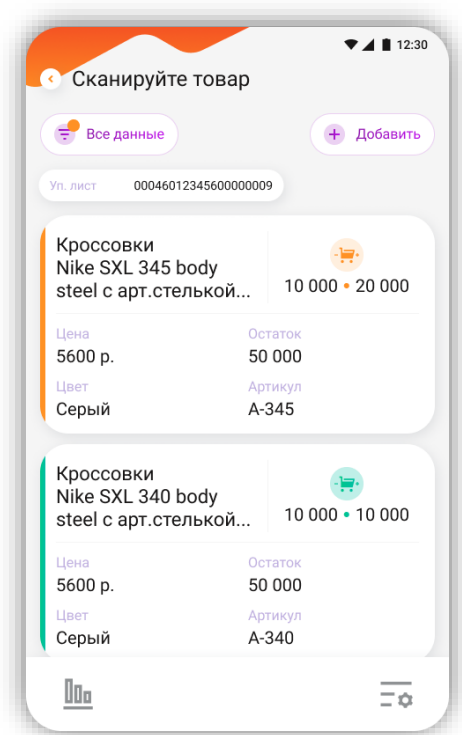 12:30
Сканируйте товар
Все данные
Добавить
Уп. лист 00046012345600000009
Кроссовки
Nike SXL 345 body
steel с арт.стелькой...
10 000 • 20 000
Цена Остаток
5600 р. 50 000
Цвет Артикул
Серый А-345
Кроссовки
Nike SXL 340 body
steel с арт.стелькой...
10 000 • 10 000
Цена Остаток
5600 р. 50 000
Цвет Артикул
Серый А-340